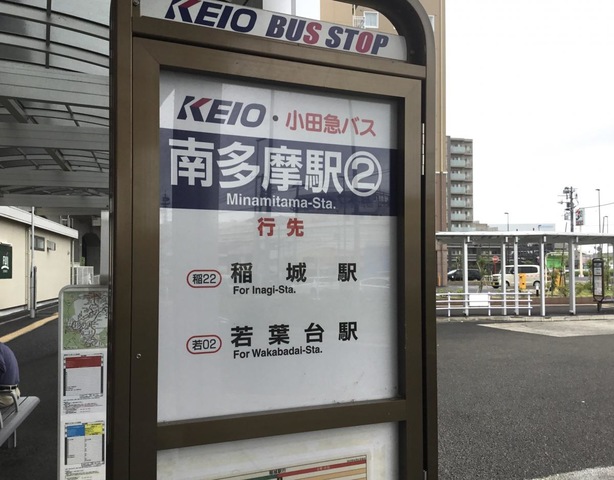 KEIO BUS STOP
KEIO・小田急バス
南多摩駅②
Minamitama-Sta.
行先
稲22 稲城駅
For Inagi-Sta.
若02 若葉台駅
For Wakabadai-Sta.